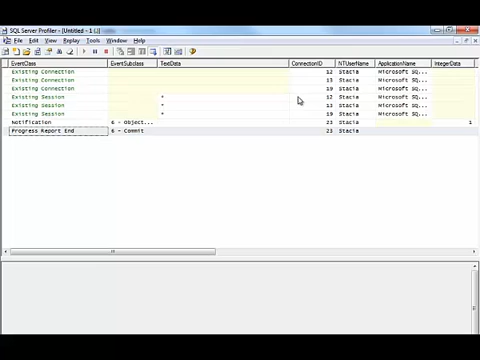 SQL Server Profiler - [Untitled - 1 (
File Edit View Replay Tools Window Help
EventClass EventSubclass TextData ConnectionID NTUserName ApplicationName IntegerData
Existing Connection 12 Stacia Microsoft SQ...
Existing Connection 13 Stacia Microsoft SQ...
Existing Connection 19 Stacia Microsoft SQ...
Existing Session * 12 Stacia Microsoft SQ...
Existing Session * 13 Stacia Microsoft SQ...
Existing Session * 19 Stacia Microsoft SQ...
Notification 6 - Object... 23 Stacia 1
Progress Report End 6 - Commit 23 Stacia